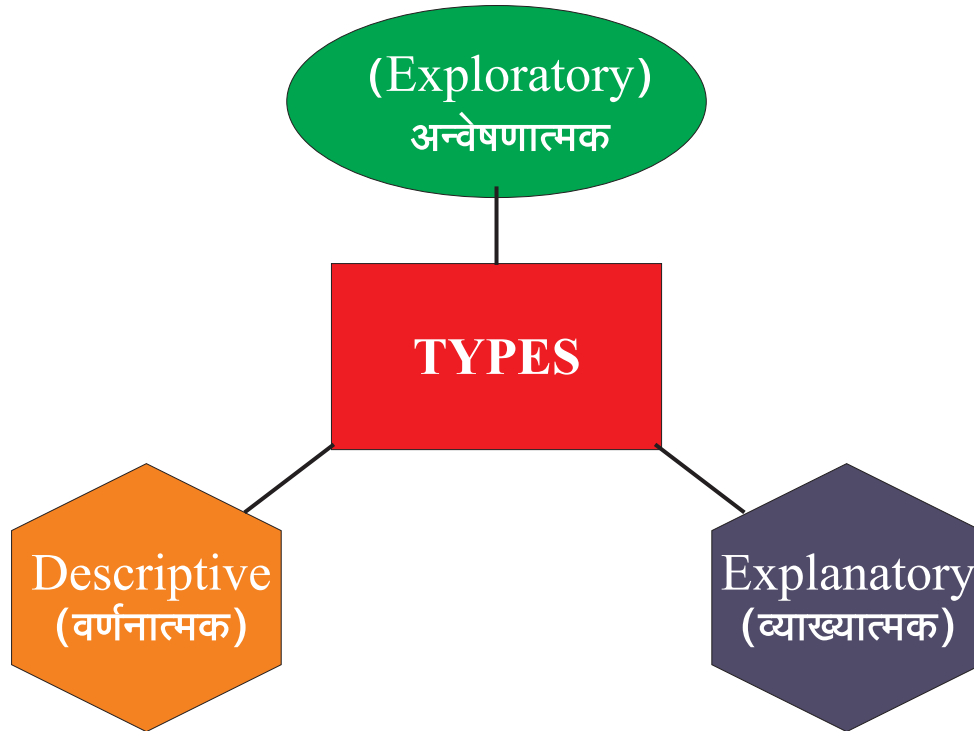 (Exploratory)
अन्वेषणात्मक
TYPES
Descriptive
(वर्णनात्मक)
Explanatory
(व्याख्यात्मक)